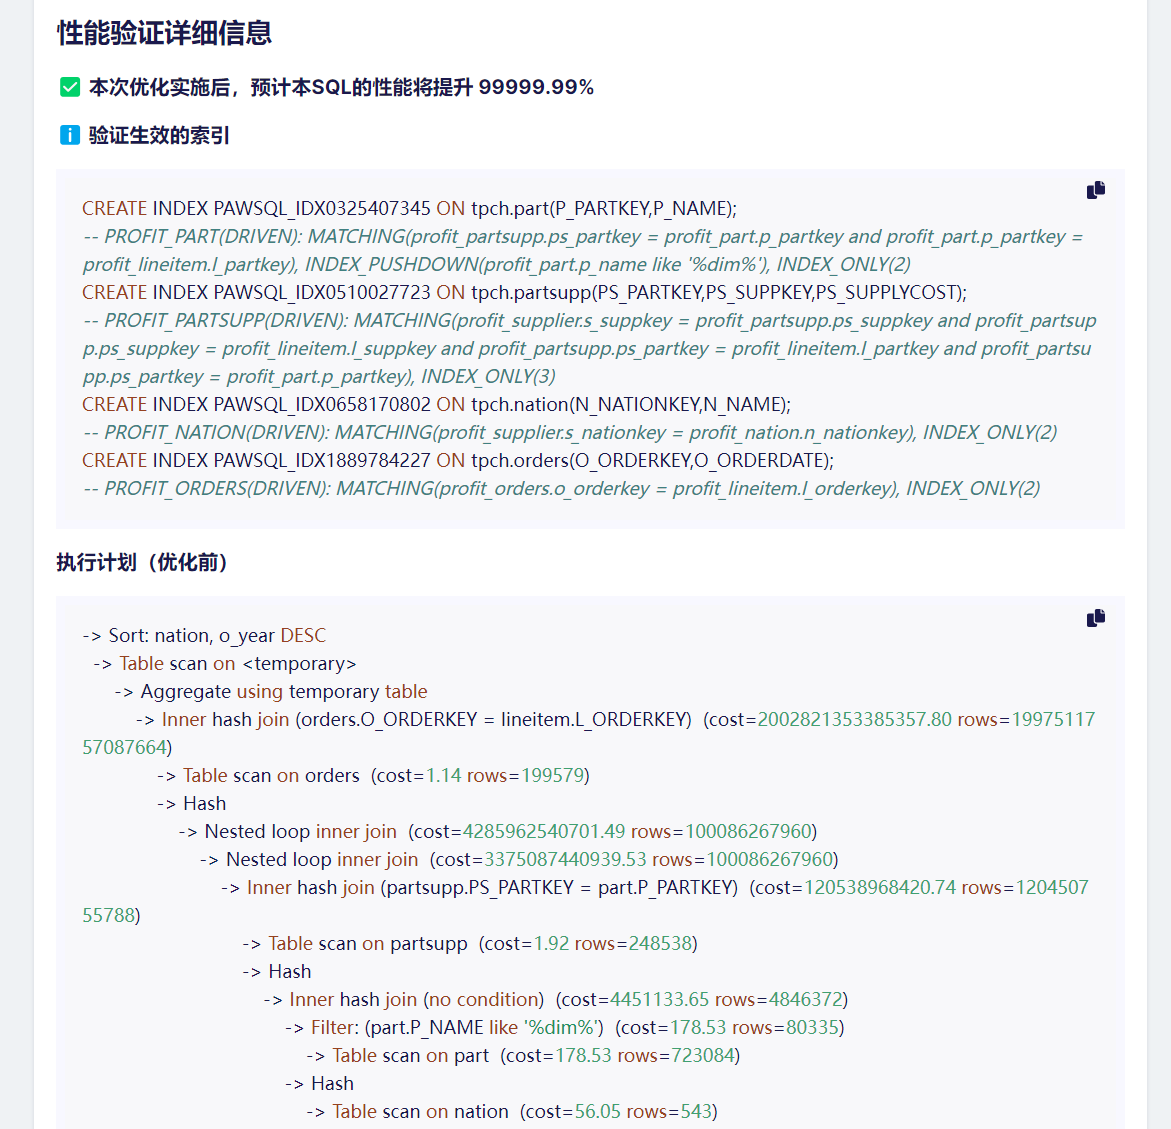 性能验证详细信息
本次优化实施后，预计本SQL的性能将提升 99999.99%
i 验证生效的索引
CREATE INDEX PAWSQL_IDX0325407345 ON tpch.part(P_PARTKEY,P_NAME);
-- PROFIT_PART(DRIVEN): MATCHING(profit_partsupp.ps_partkey = profit_part.p_partkey and profit_part.p_partkey =
profit_lineitem.l_partkey), INDEX_PUSHDOWN(profit_part.p_name like '%dim%'), INDEX_ONLY(2)
CREATE INDEX PAWSQL_IDX0510027723 ON tpch.partsupp(PS_PARTKEY,PS_SUPPKEY,PS_SUPPLYCOST);
-- PROFIT_PARTSUPP(DRIVEN): MATCHING(profit_supplier.s_suppkey = profit_partsupp.ps_suppkey and profit_partsup
p.ps_suppkey = profit_lineitem.l_suppkey and profit_partsupp.ps_partkey = profit_lineitem.l_partkey and profit_partsu
pp.ps_partkey = profit_part.p_partkey), INDEX_ONLY(3)
CREATE INDEX PAWSQL_IDX0658170802 ON tpch.nation(N_NATIONKEY,N_NAME);
-- PROFIT_NATION(DRIVEN): MATCHING(profit_supplier.s_nationkey = profit_nation.n_nationkey), INDEX_ONLY(2)
CREATE INDEX PAWSQL_IDX1889784227 ON tpch.orders(O_ORDERKEY,O_ORDERDATE);
-- PROFIT_ORDERS(DRIVEN): MATCHING(profit_orders.o_orderkey = profit_lineitem.l_orderkey), INDEX_ONLY(2)
执行计划（优化前）
-> Sort: nation, o_year DESC
-> Table scan on <temporary>
-> Aggregate using temporary table
-> Inner hash join (orders.O_ORDERKEY = lineitem.L_ORDERKEY)  (cost=2002821353385357.80 rows=19975117
57087664)
-> Table scan on orders  (cost=1.14 rows=199579)
-> Hash
-> Nested loop inner join  (cost=4285962540701.49 rows=100086267960)
-> Nested loop inner join  (cost=3375087440939.53 rows=100086267960)
-> Inner hash join (partsupp.PS_PARTKEY = part.P_PARTKEY)  (cost=120538968420.74 rows=1204507
55788)
-> Table scan on partsupp  (cost=1.92 rows=248538)
-> Hash
-> Inner hash join (no condition)  (cost=4451133.65 rows=4846372)
-> Filter: (part.P_NAME like '%dim%')  (cost=178.53 rows=80335)
-> Table scan on part  (cost=178.53 rows=723084)
-> Hash
-> Table scan on nation  (cost=56.05 rows=543)